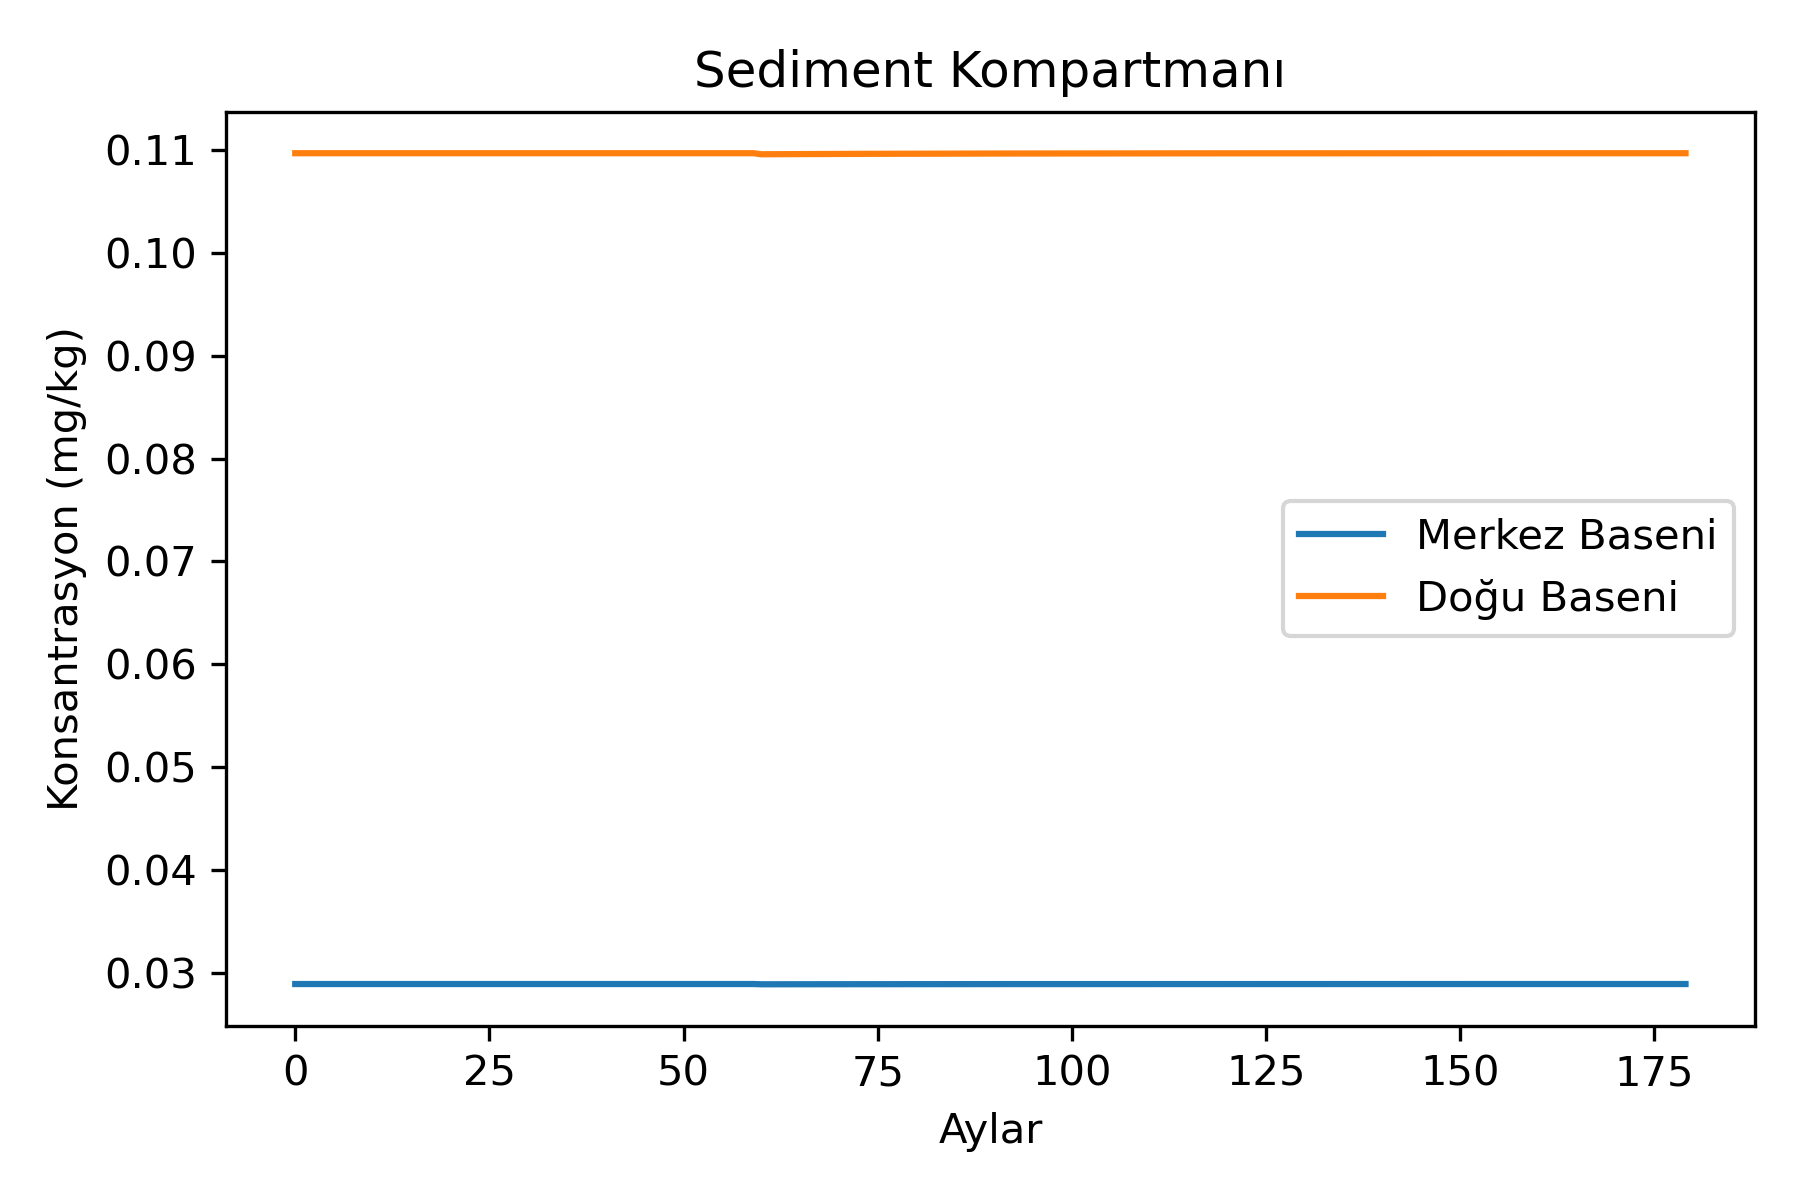 Sediment Kompartmanı
Konsantrasyon (mg/kg)
0.11
0.10
0.09
0.08
0.07
0.06
0.05
0.04
0.03
Merkez Baseni
Doğu Baseni
0 25 50 75 100 125 150 175
Aylar